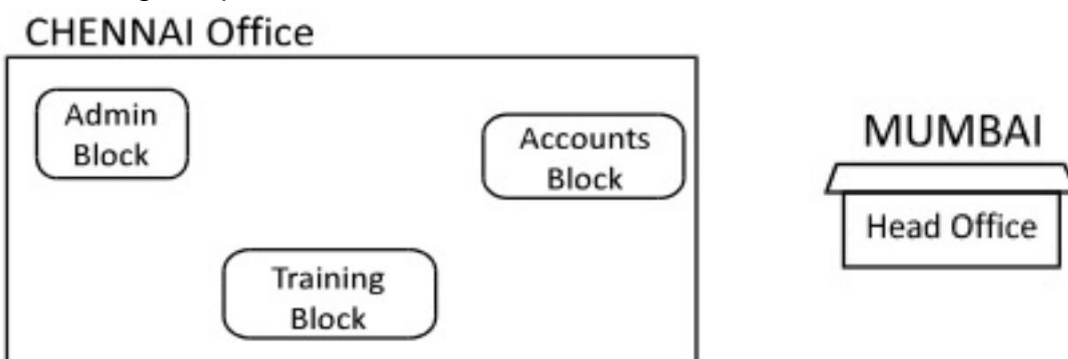 CHENNAI Office
Admin
Block
Accounts
Block
Training
Block
MUMBAI
Head Office